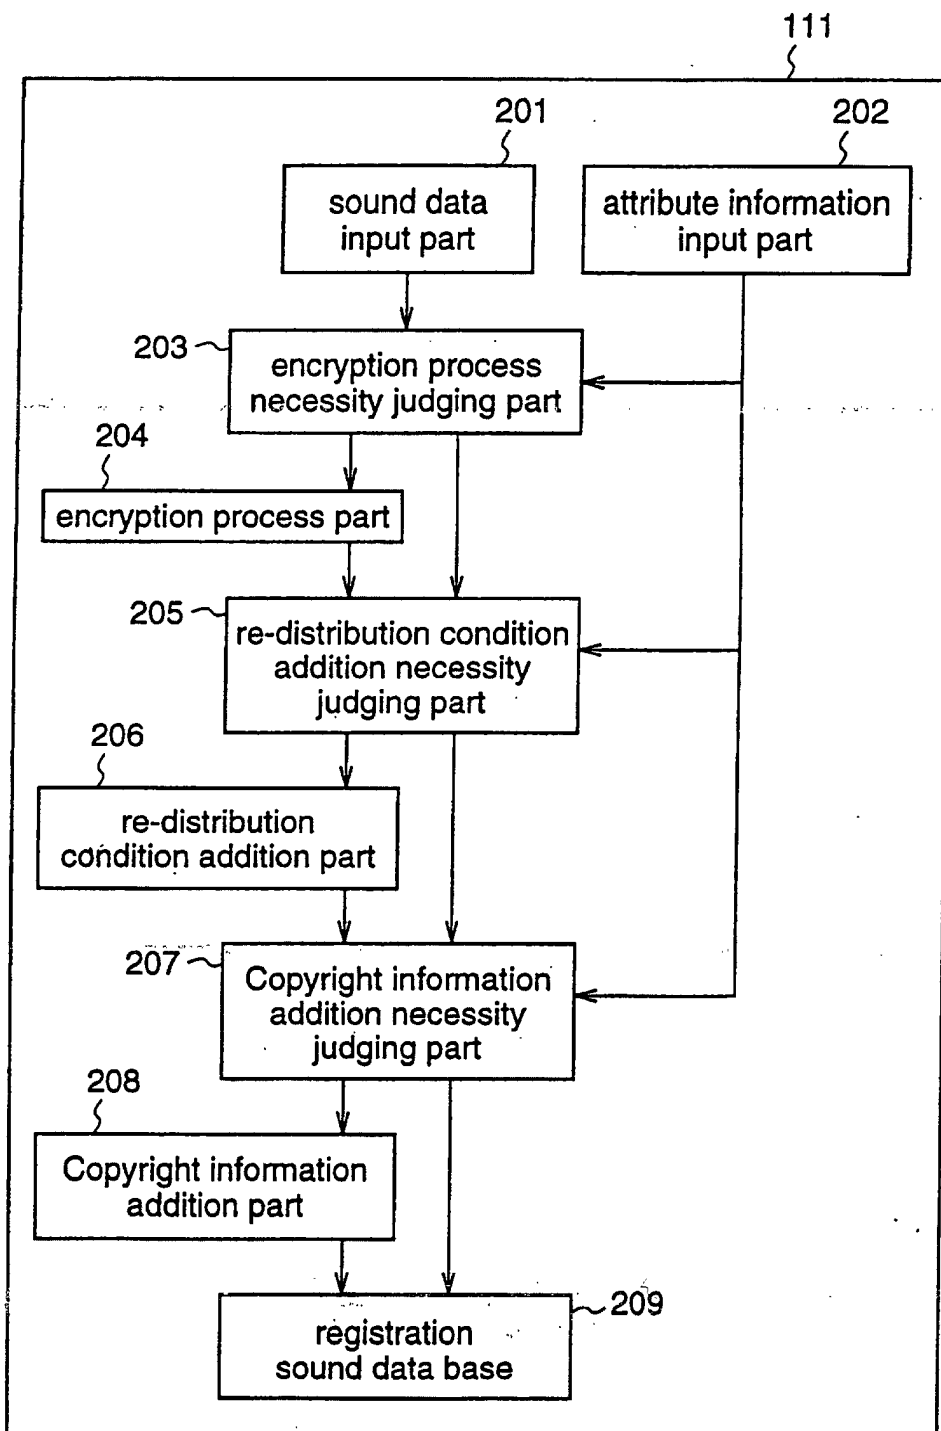 111
201
202
sound data
input part
attribute information
input part
203
encryption process
necessity judging part
204
encryption process part
205
re-distribution condition
addition necessity
judging part
206
re-distribution
condition addition part
207
Copyright information
addition necessity
judging part
208
Copyright information
addition part
209
registration
sound data base